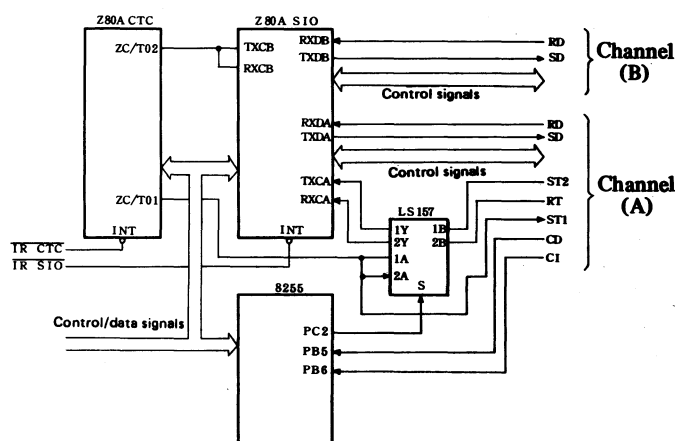 Z80A CTC
Z80A SIO
ZC/T02
TXCB
RXCB
RXDB
TXDB
RD
SD
Channel
(B)
Control signals
RXDA
TXDA
RD
SD
Control signals
Channel
(A)
TXCA
RXCA
ST2
RT
ST1
CD
CI
ZC/T01
LS157
1Y
2Y
1A
2A
1B
2B
S
INT
INT
IR CTC
IR SIO
8255
Control/data signals
PC2
PB5
PB6